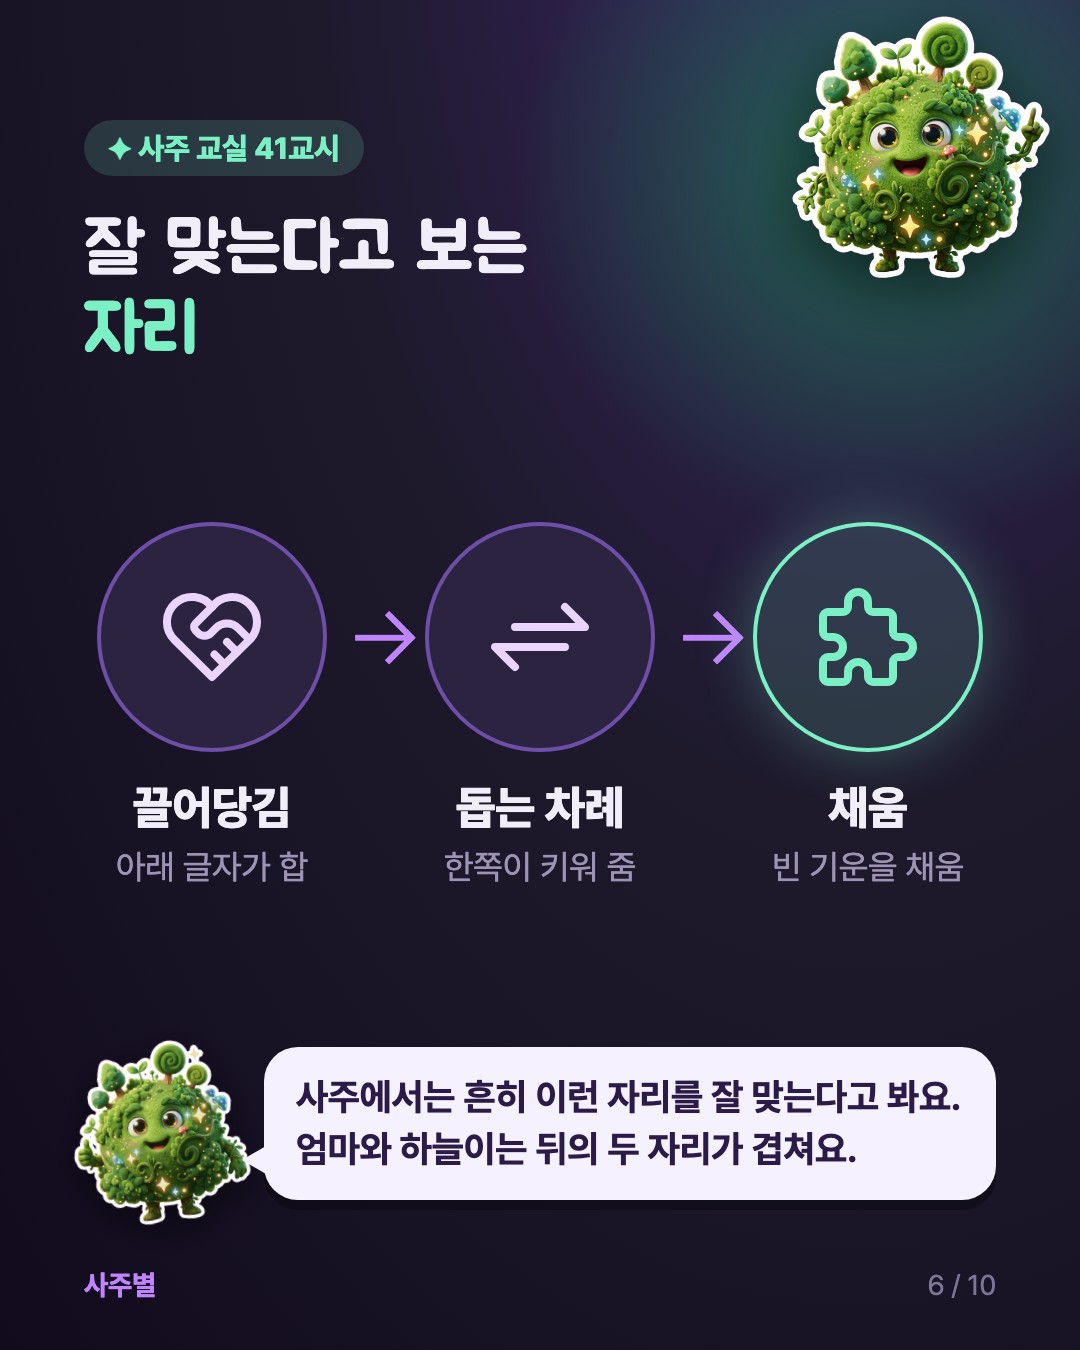 사주 교실 41교시
잘 맞는다고 보는
자리
끌어당김
아래 글자가 합
돕는 차례
한쪽이 키워 줌
채움
빈 기운을 채움
사주에서는 흔히 이런 자리를 잘 맞는다고 봐요.
엄마와 하늘이는 뒤의 두 자리가 겹쳐요.
사주별
6 / 10